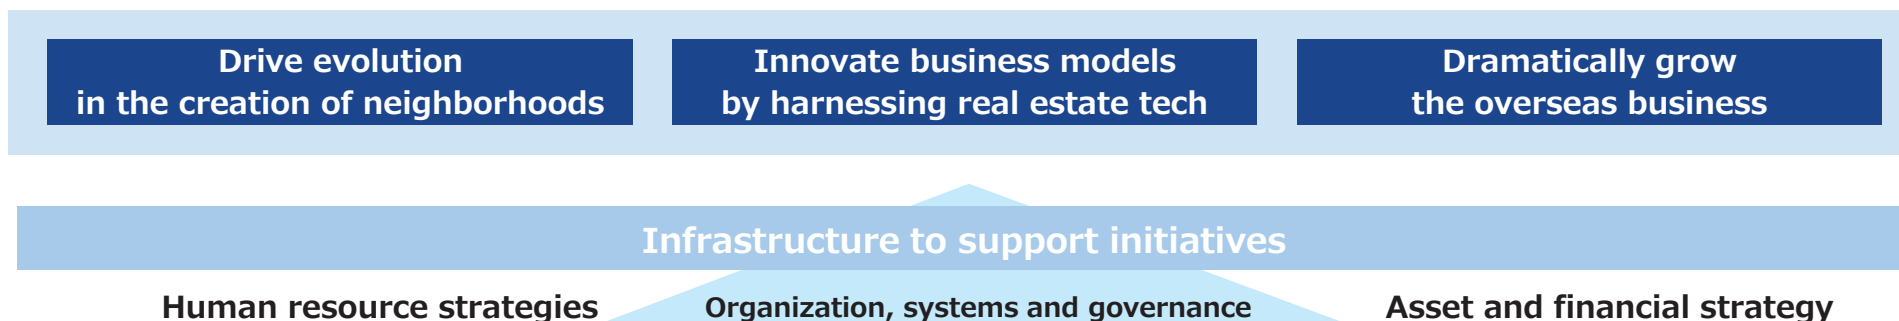 Drive evolution
in the creation of neighborhoods
Innovate business models
by harnessing real estate tech
Dramatically grow
the overseas business
Infrastructure to support initiatives
Human resource strategies
Organization, systems and governance
Asset and financial strategy